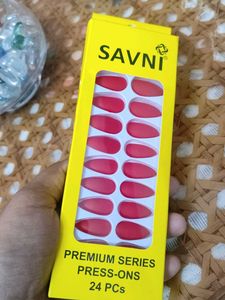 SAVNI
PREMIUM SERIES
PRESS-ONS
24 PCs